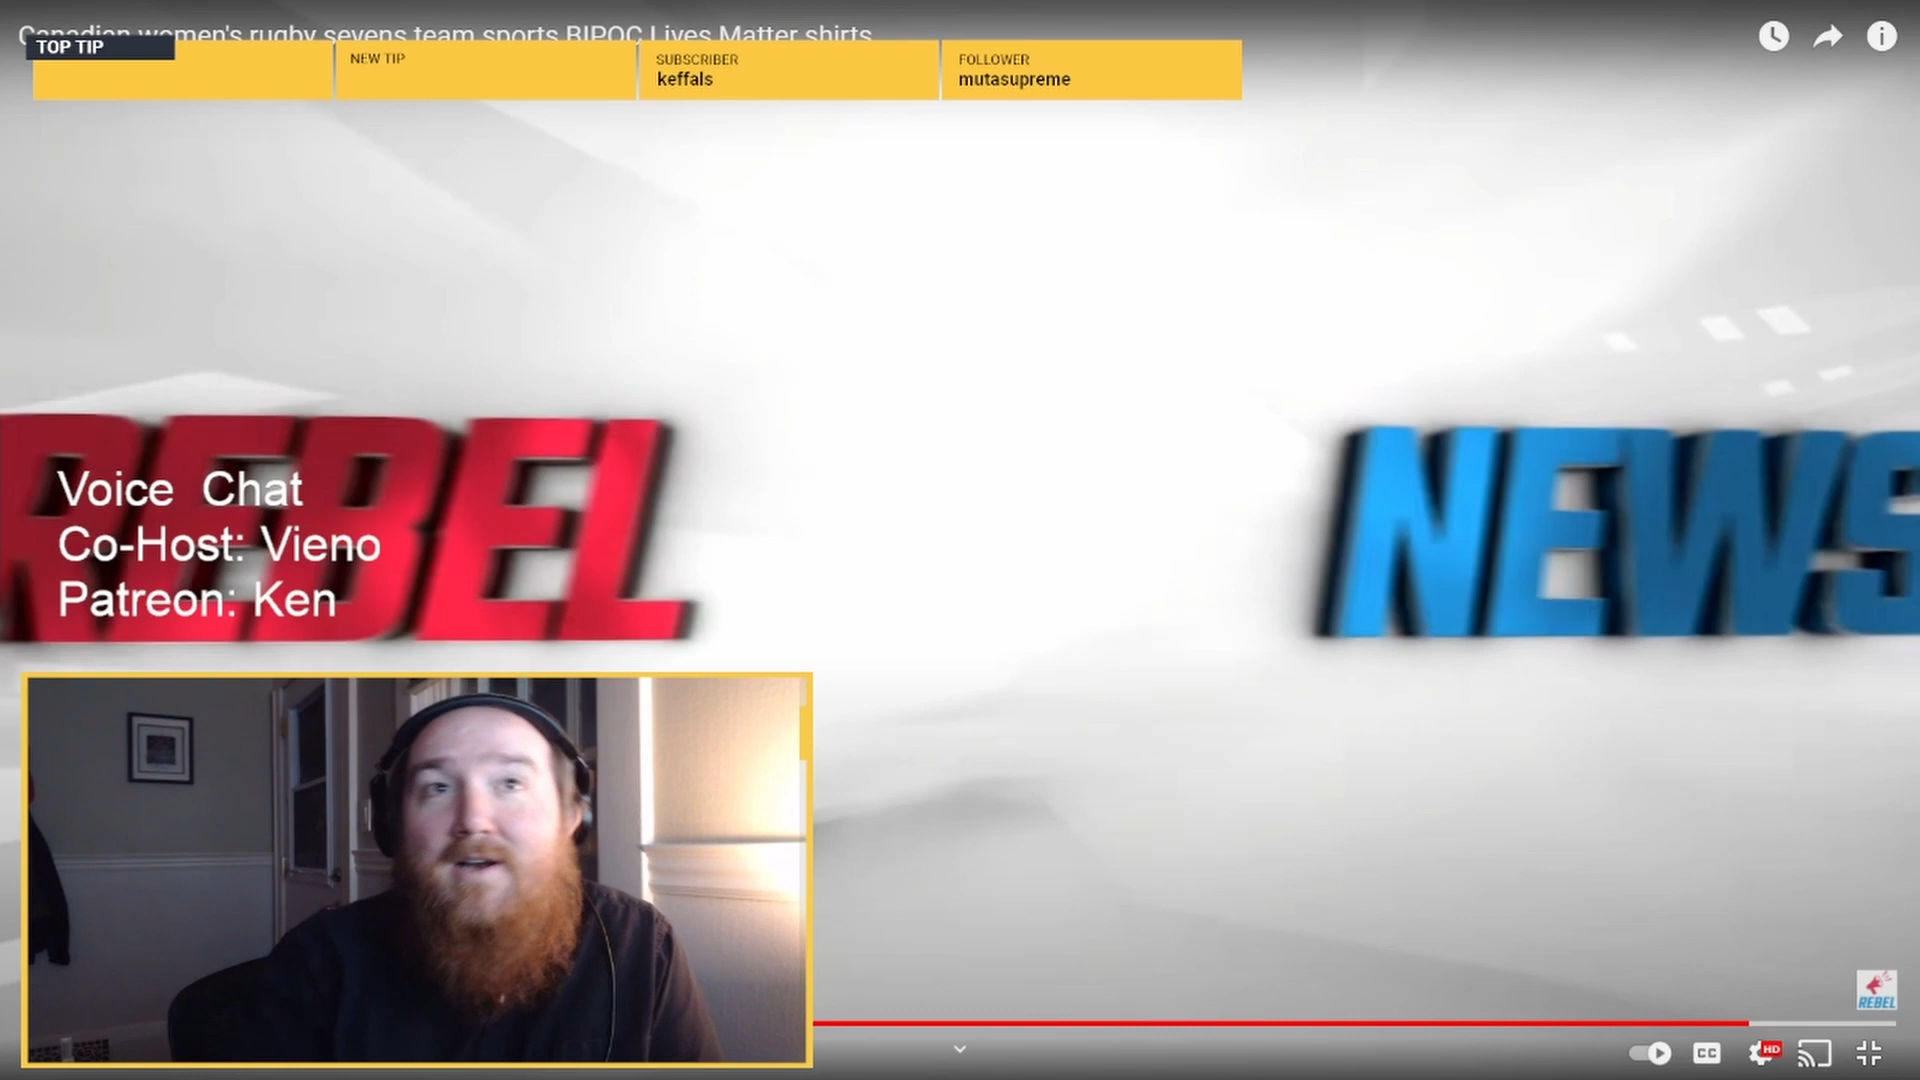 Canadian women's rugby sevens team sports BIPOC Lives Matter shirts
TOP TIP
NEW TIP
SUBSCRIBER
keffals
FOLLOWER
mutasupreme
REBEL NEWS
Voice Chat
Co-Host: Vieno
Patreon: Ken
REBEL
CC
HD